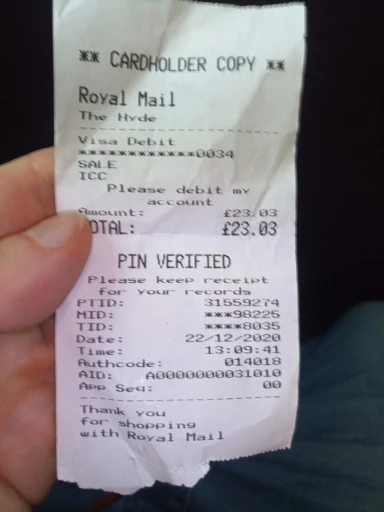 ** CARDHOLDER COPY **
Royal Mail
The Hyde
Visa Debit
************0034
SALE
ICC
Please debit my
account
Amount: £23.03
OTAL: £23.03
PIN VERIFIED
Please keep receipt
for your records
PTID: 31559274
MID: ***98225
TID: ****8035
Date: 22/12/2020
Time: 13:09:41
Authcode: 014018
AID: A0000000031010
App Seq: 00
Thank you
for shopping
with Royal Mail